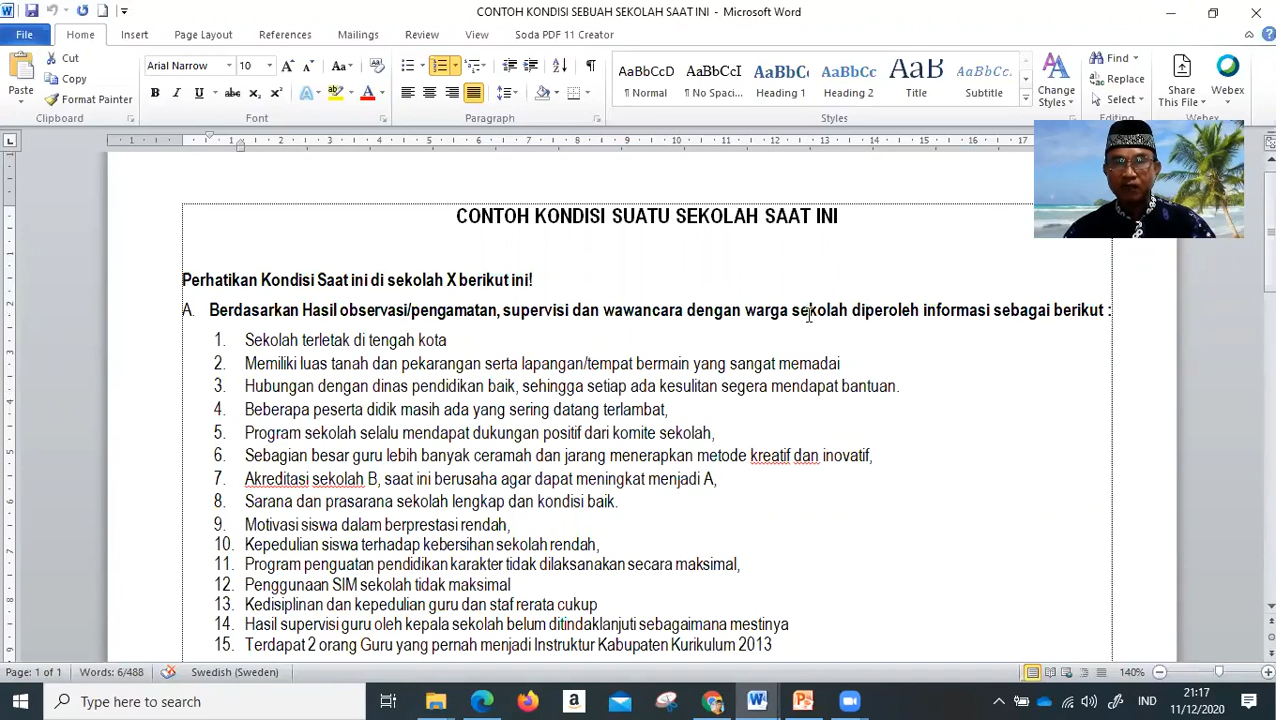 CONTOH KONDISI SEBUAH SEKOLAH SAAT INI - Microsoft Word
File Home Insert Page Layout References Mailings Review View Soda PDF 11 Creator
Paste Cut Copy Format Painter
Clipboard
Arial Narrow 10
Font
Paragraph
AaBbCcD AaBbCcI AaBbCc AaBbCc AaB AaBbCc.
¶ Normal ¶ No Spaci... Heading 1 Heading 2 Title Subtitle
Change Styles
Styles
Find
Replace
Select
Share This File
Webex
Webex
CONTOH KONDISI SUATU SEKOLAH SAAT INI
Perhatikan Kondisi Saat ini di sekolah X berikut ini!
A. Berdasarkan Hasil observasi/pengamatan, supervisi dan wawancara dengan warga sekolah diperoleh informasi sebagai berikut :
1. Sekolah terletak di tengah kota
2. Memiliki luas tanah dan pekarangan serta lapangan/tempat bermain yang sangat memadai
3. Hubungan dengan dinas pendidikan baik, sehingga setiap ada kesulitan segera mendapat bantuan.
4. Beberapa peserta didik masih ada yang sering datang terlambat,
5. Program sekolah selalu mendapat dukungan positif dari komite sekolah,
6. Sebagian besar guru lebih banyak ceramah dan jarang menerapkan metode kreatif dan inovatif,
7. Akreditasi sekolah B, saat ini berusaha agar dapat meningkat menjadi A,
8. Sarana dan prasarana sekolah lengkap dan kondisi baik.
9. Motivasi siswa dalam berprestasi rendah,
10. Kepedulian siswa terhadap kebersihan sekolah rendah,
11. Program penguatan pendidikan karakter tidak dilaksanakan secara maksimal,
12. Penggunaan SIM sekolah tidak maksimal
13. Kedisiplinan dan kepedulian guru dan staf rerata cukup
14. Hasil supervisi guru oleh kepala sekolah belum ditindaklanjuti sebagaimana mestinya
15. Terdapat 2 orang Guru yang pernah menjadi Instruktur Kabupaten Kurikulum 2013
Page: 1 of 1 Words: 6/488 Swedish (Sweden) 140%
Type here to search
IND
21:17
11/12/2020